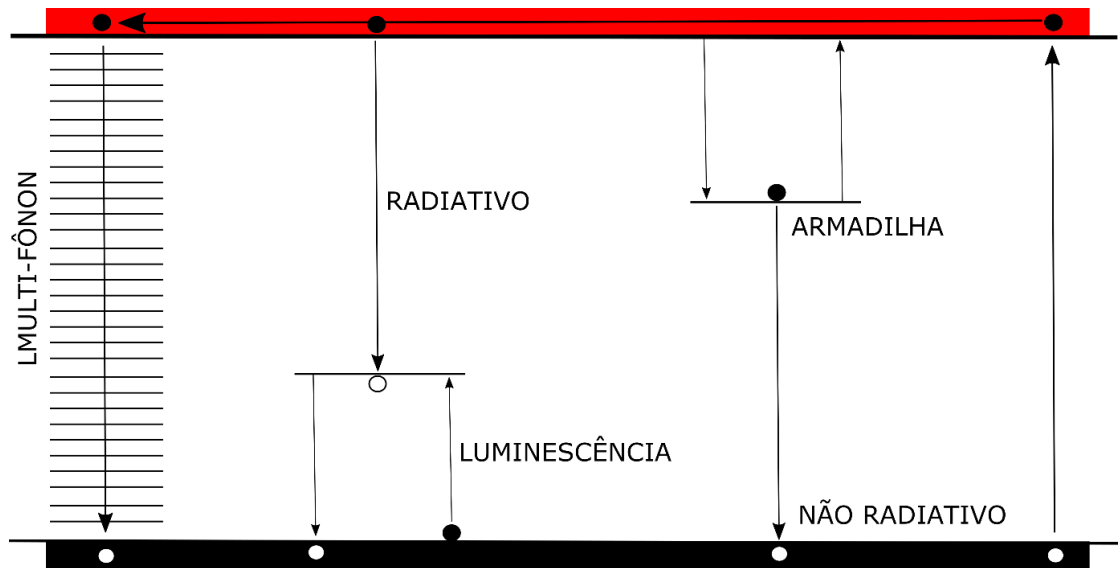 LMULTI-FÔNON
RADIATIVO
ARMADILHA
LUMINESCÊNCIA
NÃO RADIATIVO